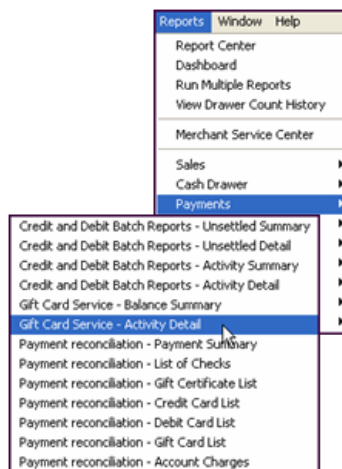 Reports Window Help
Report Center
Dashboard
Run Multiple Reports
View Drawer Count History
Merchant Service Center
Sales
Cash Drawer
Payments
Credit and Debit Batch Reports - Unsettled Summary
Credit and Debit Batch Reports - Unsettled Detail
Credit and Debit Batch Reports - Activity Summary
Credit and Debit Batch Reports - Activity Detail
Gift Card Service - Balance Summary
Gift Card Service - Activity Detail
Payment reconciliation - Payment Summary
Payment reconciliation - List of Checks
Payment reconciliation - Gift Certificate List
Payment reconciliation - Credit Card List
Payment reconciliation - Debit Card List
Payment reconciliation - Gift Card List
Payment reconciliation - Account Charges